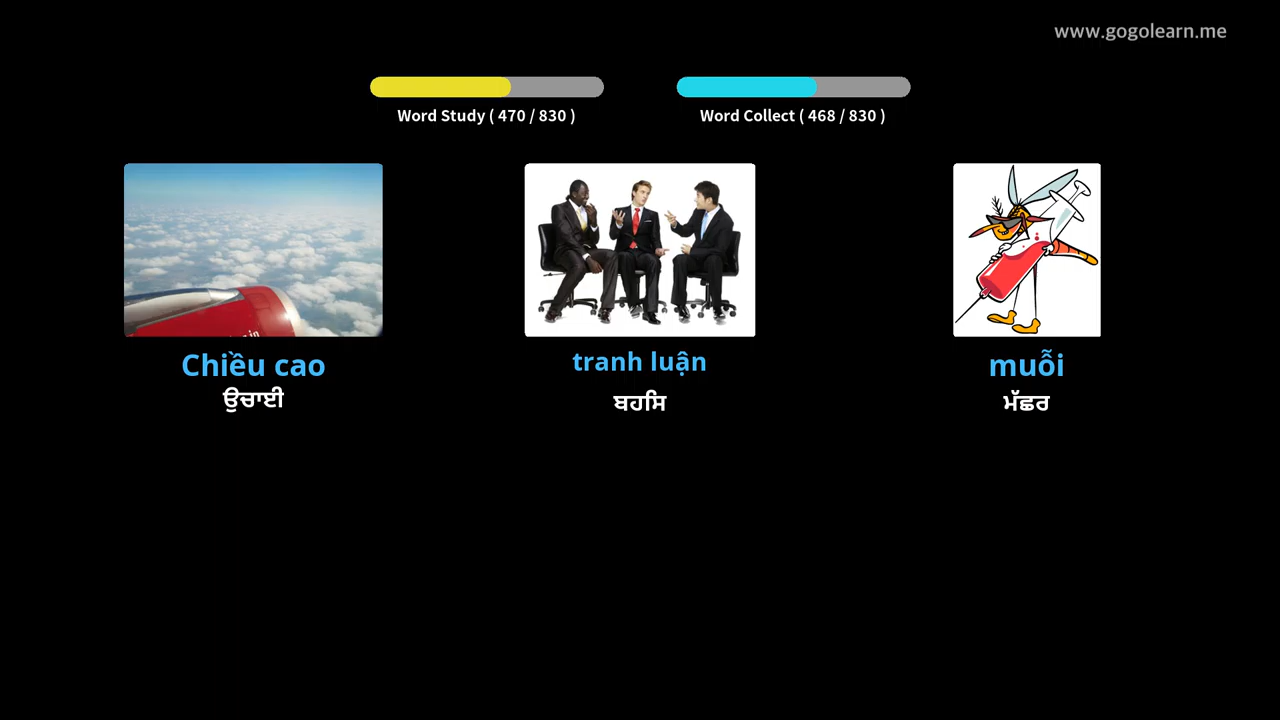 www.gogolearn.me
Word Study ( 470 / 830 )
Word Collect ( 468 / 830 )
Chiều cao
tranh luận
muỗi
ਉਚਾਈ
ਬਹਸਿ
ਮੱਛਰ